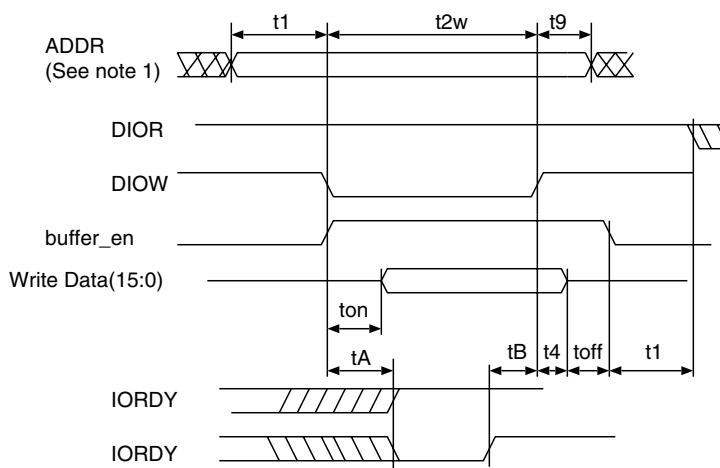 t1 t2w t9
ADDR
(See note 1)
DIOR
DIOW
buffer_en
Write Data(15:0)
ton
tA tB t4 toff t1
IORDY
IORDY